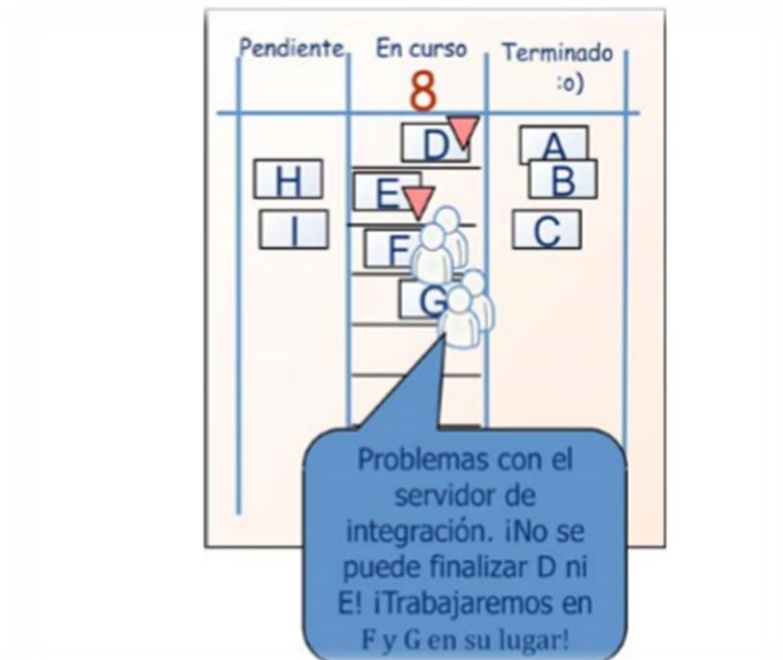 Pendiente En curso Terminado :o)
8
D
A
H
E
B
I
F
C
G
Problemas con el
servidor de
integración. ¡No se
puede finalizar D ni
E! ¡Trabajaremos en
F y G en su lugar!